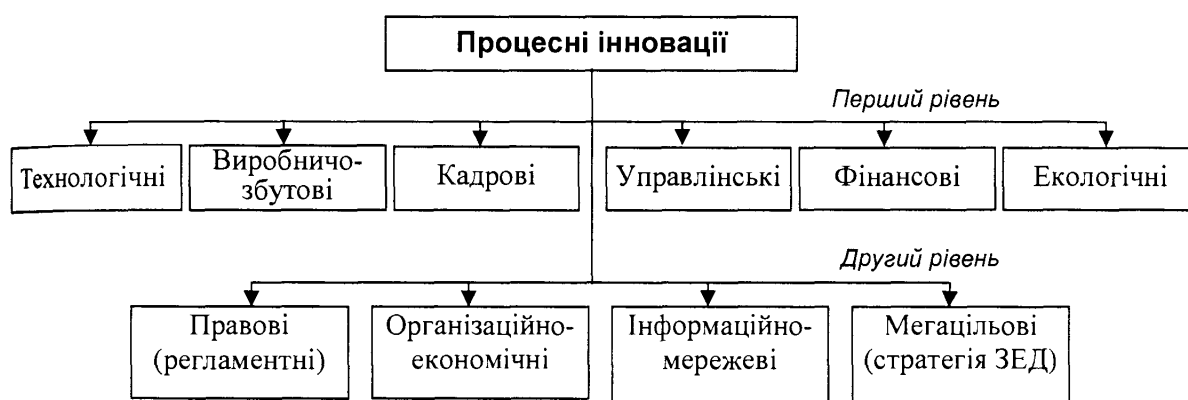 Процесні інновації
Перший рівень
Технологічні
Виробничо-
збутові
Кадрові
Управлінські
Фінансові
Екологічні
Другий рівень
Правові
(регламентні)
Організаційно-
економічні
Інформаційно-
мережеві
Мегацільові
(стратегія ЗЕД)